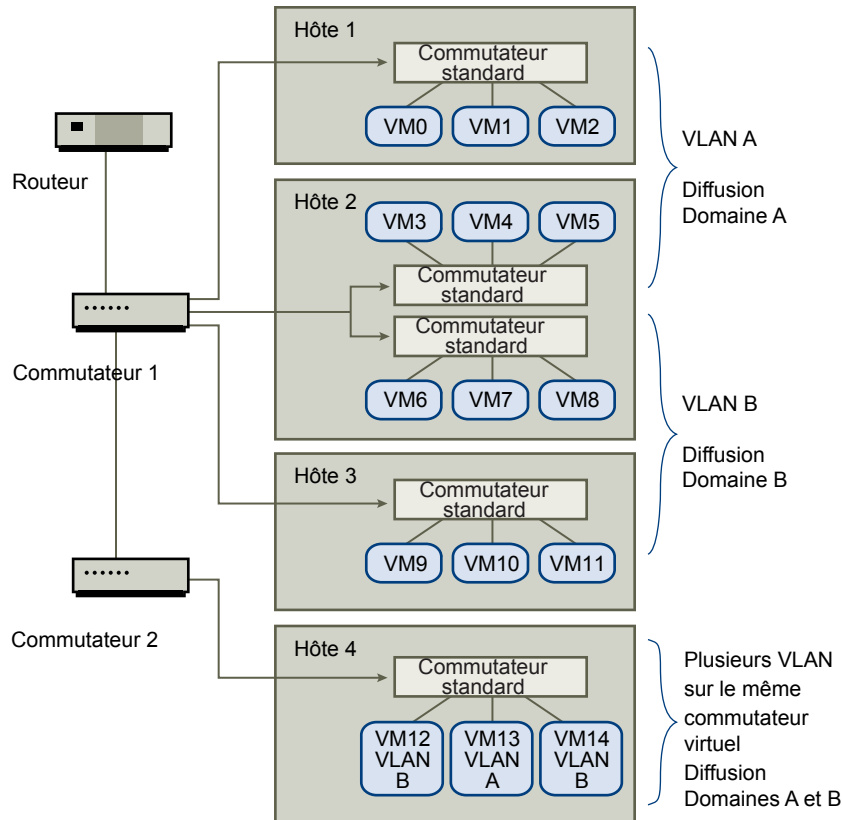 Hôte 1
Commutateur
standard
VM0
VM1
VM2
VLAN A
Diffusion
Domaine A
Routeur
Hôte 2
VM3
VM4
VM5
Commutateur
standard
Commutateur
standard
VM6
VM7
VM8
Commutateur 1
VLAN B
Diffusion
Domaine B
Hôte 3
Commutateur
standard
VM9
VM10
VM11
Commutateur 2
Hôte 4
Commutateur
standard
VM12
VLAN
B
VM13
VLAN
A
VM14
VLAN
B
Plusieurs VLAN
sur le même
commutateur
virtuel
Diffusion
Domaines A et B